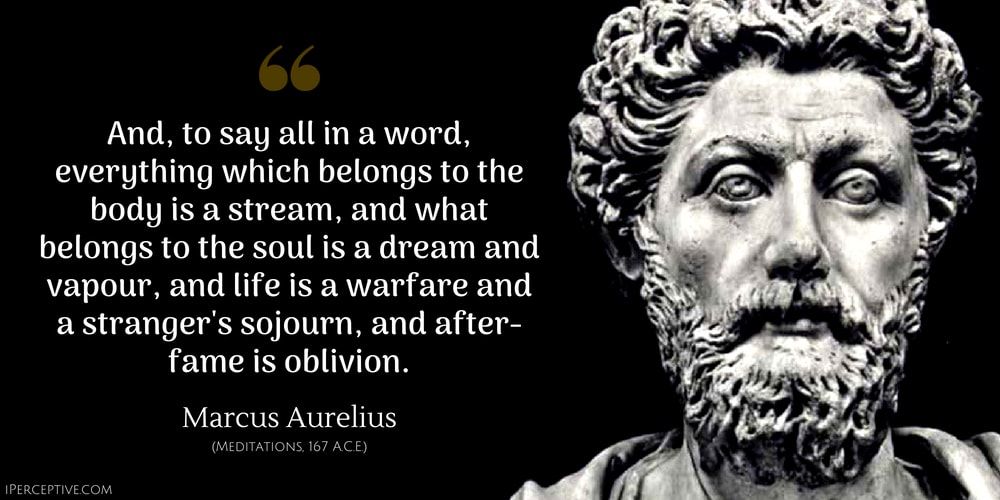 And, to say all in a word,
everything which belongs to the
body is a stream, and what
belongs to the soul is a dream and
vapour, and life is a warfare and
a stranger's sojourn, and after-
fame is oblivion.
Marcus Aurelius
(Meditations, 167 A.C.E.)
iPerceptive.com